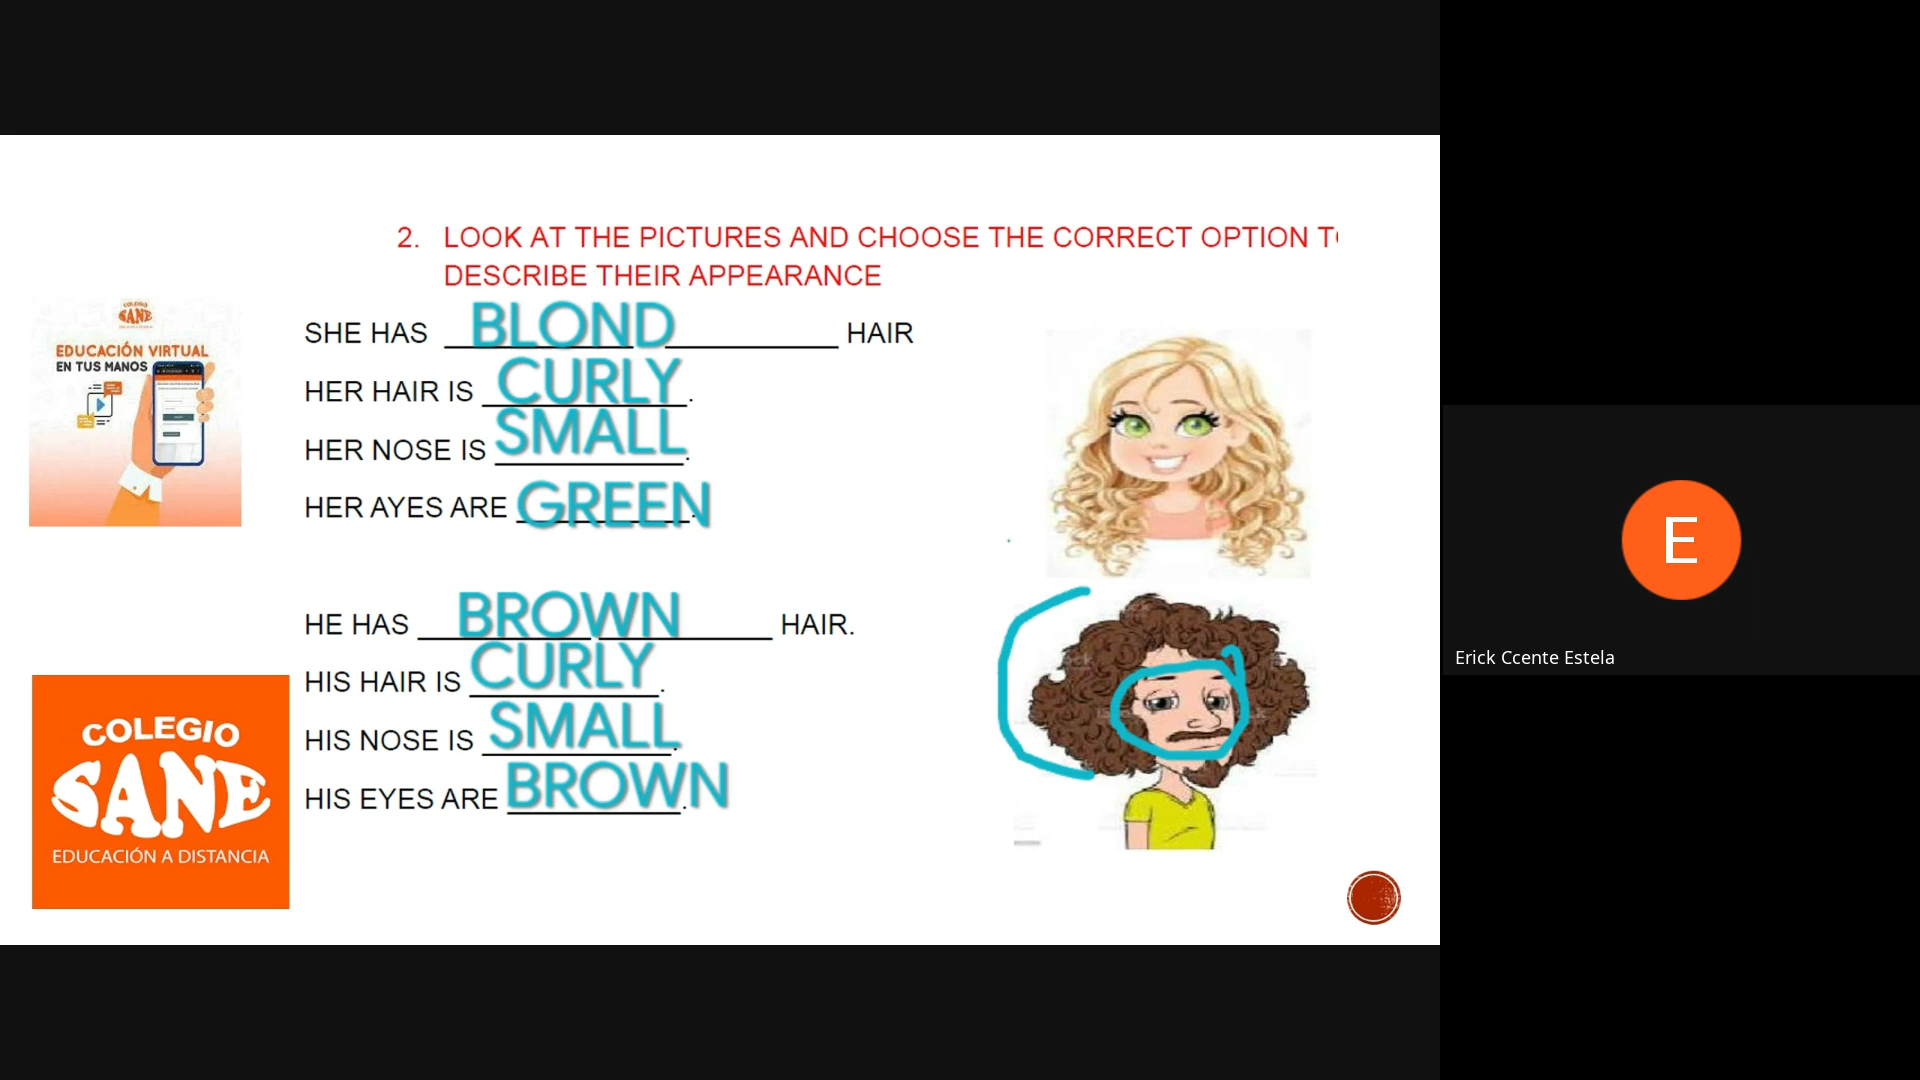 2. LOOK AT THE PICTURES AND CHOOSE THE CORRECT OPTION
DESCRIBE THEIR APPEARANCE
SHE HAS BLOND HAIR
HER HAIR IS CURLY.
HER NOSE IS SMALL.
HER AYES ARE GREEN.
HE HAS BROWN HAIR.
HIS HAIR IS CURLY.
HIS NOSE IS SMALL.
HIS EYES ARE BROWN.
COLEGIO
SANE
EDUCACIÓN VIRTUAL
EN TUS MANOS
COLEGIO
SANE
EDUCACIÓN A DISTANCIA
E
Erick Ccente Estela